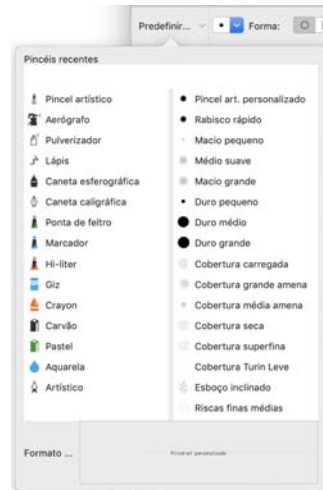 Predefinir... Forma:
Pincéis recentes
Pincel artístico
Aerógrafo
Pulverizador
Lápis
Caneta esferográfica
Caneta caligráfica
Ponta de feltro
Marcador
Hi-liter
Giz
Crayon
Carvão
Pastel
Aquarela
Artístico
Pincel art. personalizado
Rabisco rápido
Macio pequeno
Médio suave
Macio grande
Duro pequeno
Duro médio
Duro grande
Cobertura carregada
Cobertura grande amena
Cobertura média amena
Cobertura seca
Cobertura superfina
Cobertura Turin Leve
Esboço inclinado
Riscas finas médias
Formato ...
Pincel art. personalizado